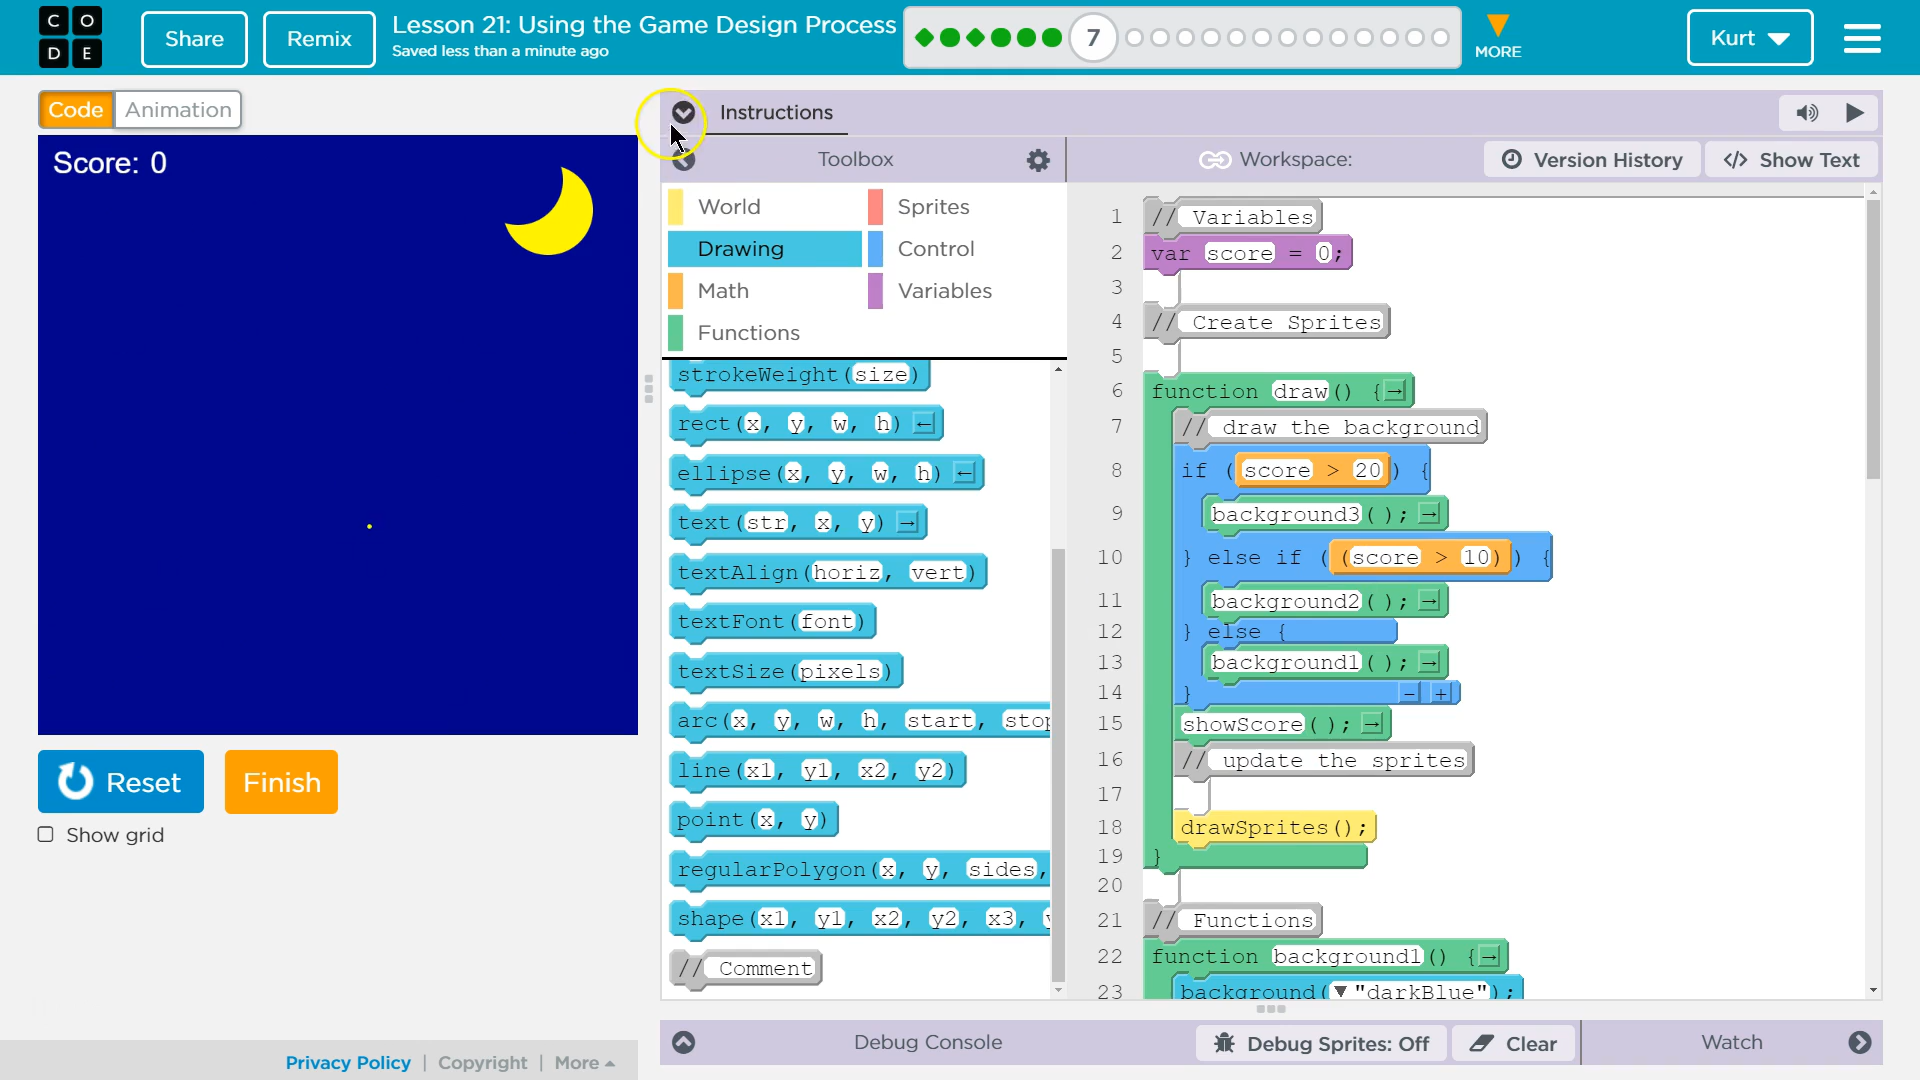 CODE
Share
Remix
Lesson 21: Using the Game Design Process
Saved less than a minute ago
7
MORE
Kurt
Code
Animation
Instructions
Score: 0
Toolbox
Workspace:
Version History
</> Show Text
World
Sprites
Drawing
Control
Math
Variables
Functions
strokeWeight(size)
rect(x, y, w, h)
ellipse(x, y, w, h)
text(str, x, y)
textAlign(horiz, vert)
textFont(font)
textSize(pixels)
arc(x, y, w, h, start, stop
line(x1, y1, x2, y2)
point(x, y)
regularPolygon(x, y, sides,
shape(x1, y1, x2, y2, x3,
// Comment
1 // Variables
2 var score = 0;
3
4 // Create Sprites
5
6 function draw() {
7 // draw the background
8 if (score > 20) {
9 background3();
10 } else if ((score > 10)) {
11 background2();
12 } else {
13 background1();
14 } - +
15 showScore();
16 // update the sprites
17
18 drawSprites();
19 }
20
21 // Functions
22 function background1() {
23 background("darkBlue");
Reset
Finish
Show grid
Debug Console
Debug Sprites: Off
Clear
Watch
Privacy Policy | Copyright | More